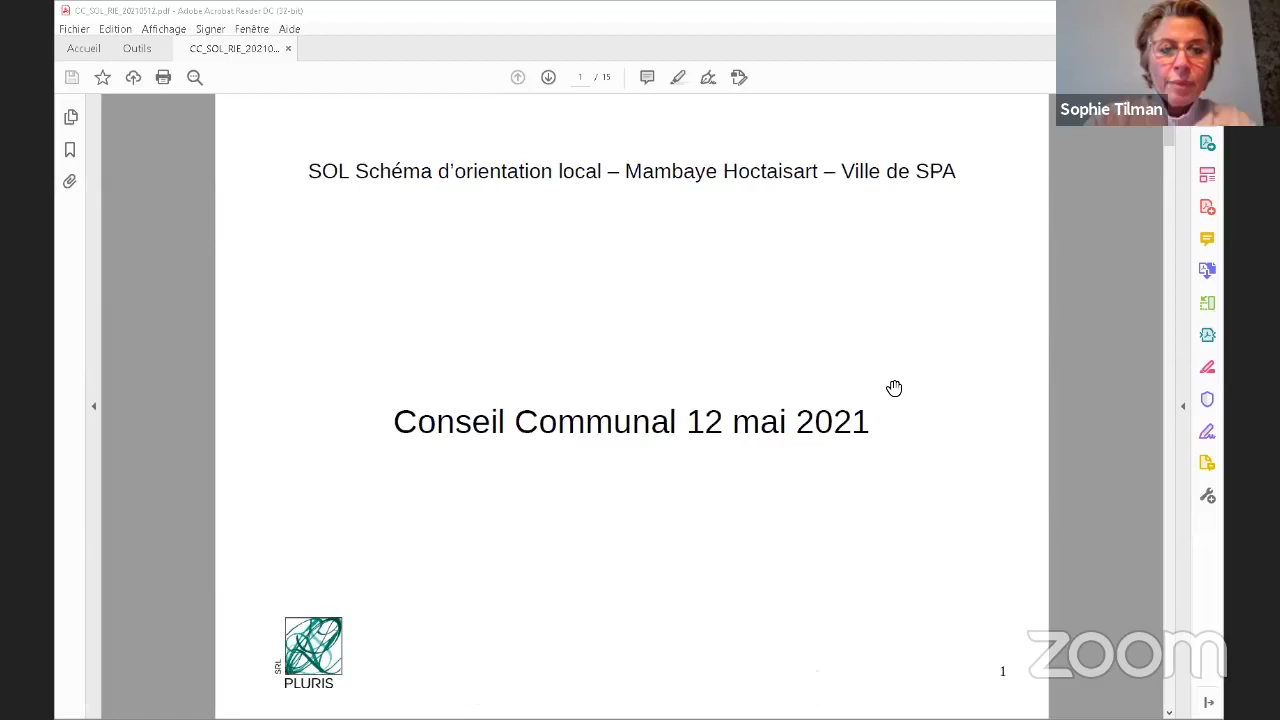 CC_SOL_RIE_20210512.pdf - Adobe Acrobat Reader DC (32-bit)
Fichier Edition Affichage Signer Fenêtre Aide
Accueil Outils CC_SOL_RIE_20210... ×
1 / 15
Sophie Tilman
SOL Schéma d’orientation local – Mambaye Hoctaisart – Ville de SPA
Conseil Communal 12 mai 2021
SRL
PLURIS
1
zoom